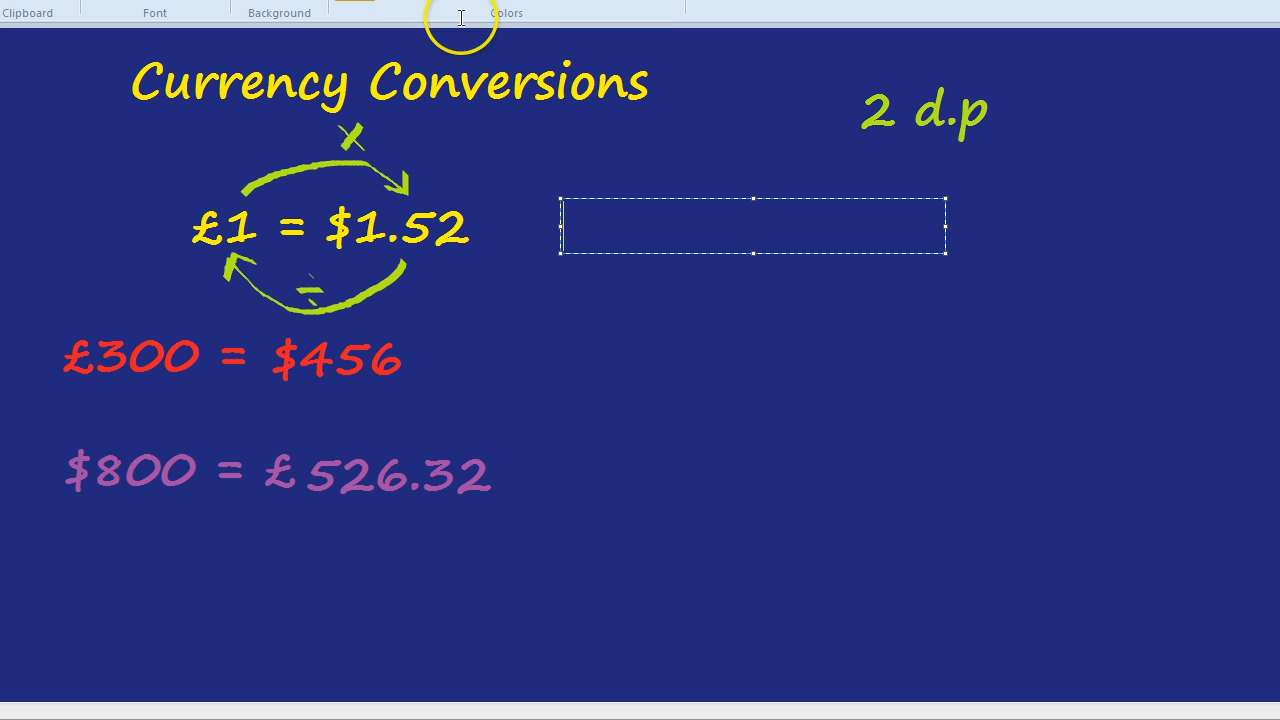 Clipboard Font Background Colors
Currency Conversions
2 d.p
x
£1 = $1.52
÷
£300 = $456
$800 = £526.32